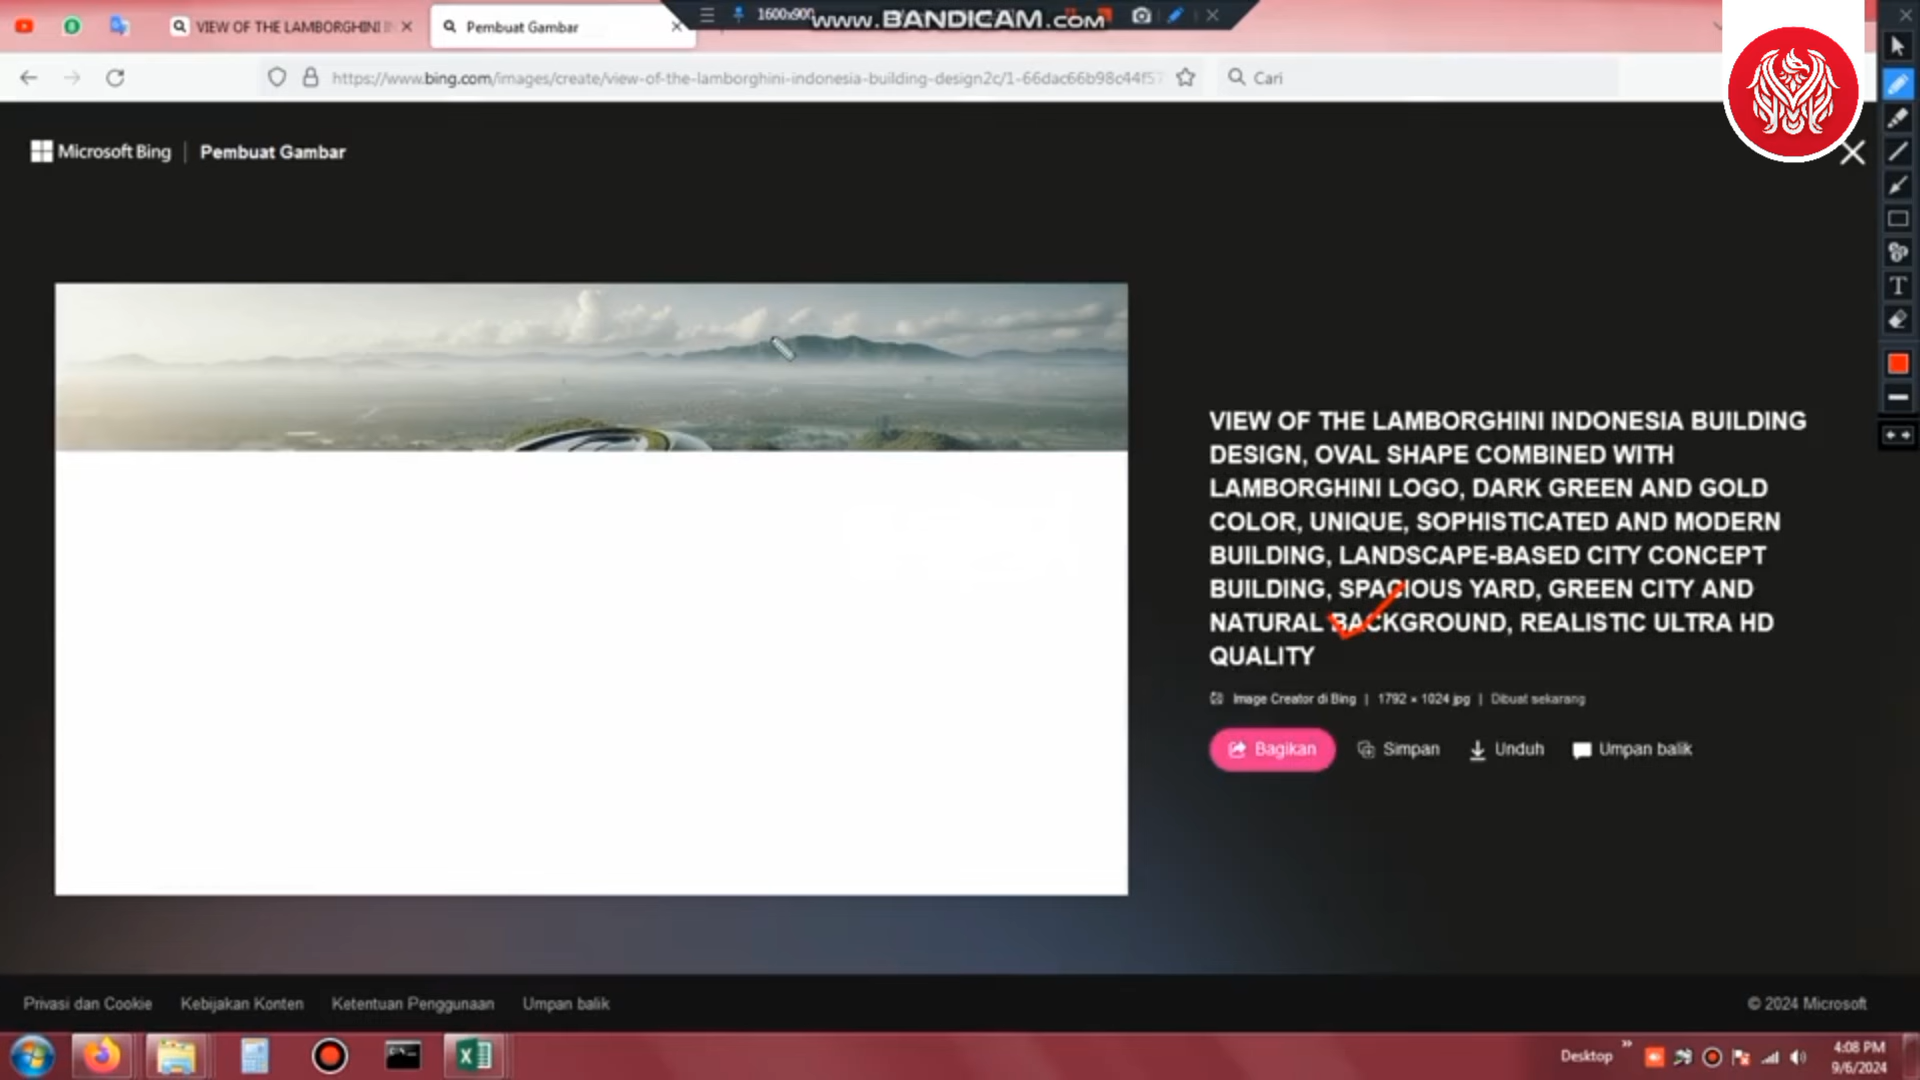 VIEW OF THE LAMBORGHINI
Pembuat Gambar
1600x900
www.BANDICAM.com
https://www.bing.com/images/create/view-of-the-lamborghini-indonesia-building-design2c/1-66dac66b98c44f57
Cari
Microsoft Bing | Pembuat Gambar
VIEW OF THE LAMBORGHINI INDONESIA BUILDING
DESIGN, OVAL SHAPE COMBINED WITH
LAMBORGHINI LOGO, DARK GREEN AND GOLD
COLOR, UNIQUE, SOPHISTICATED AND MODERN
BUILDING, LANDSCAPE-BASED CITY CONCEPT
BUILDING, SPACIOUS YARD, GREEN CITY AND
NATURAL BACKGROUND, REALISTIC ULTRA HD
QUALITY
Image Creator di Bing | 1792 × 1024 jpg | Dibuat sekarang
Bagikan
Simpan
Unduh
Umpan balik
Privasi dan Cookie
Kebijakan Konten
Ketentuan Penggunaan
Umpan balik
© 2024 Microsoft
Desktop
4:08 PM
9/6/2024